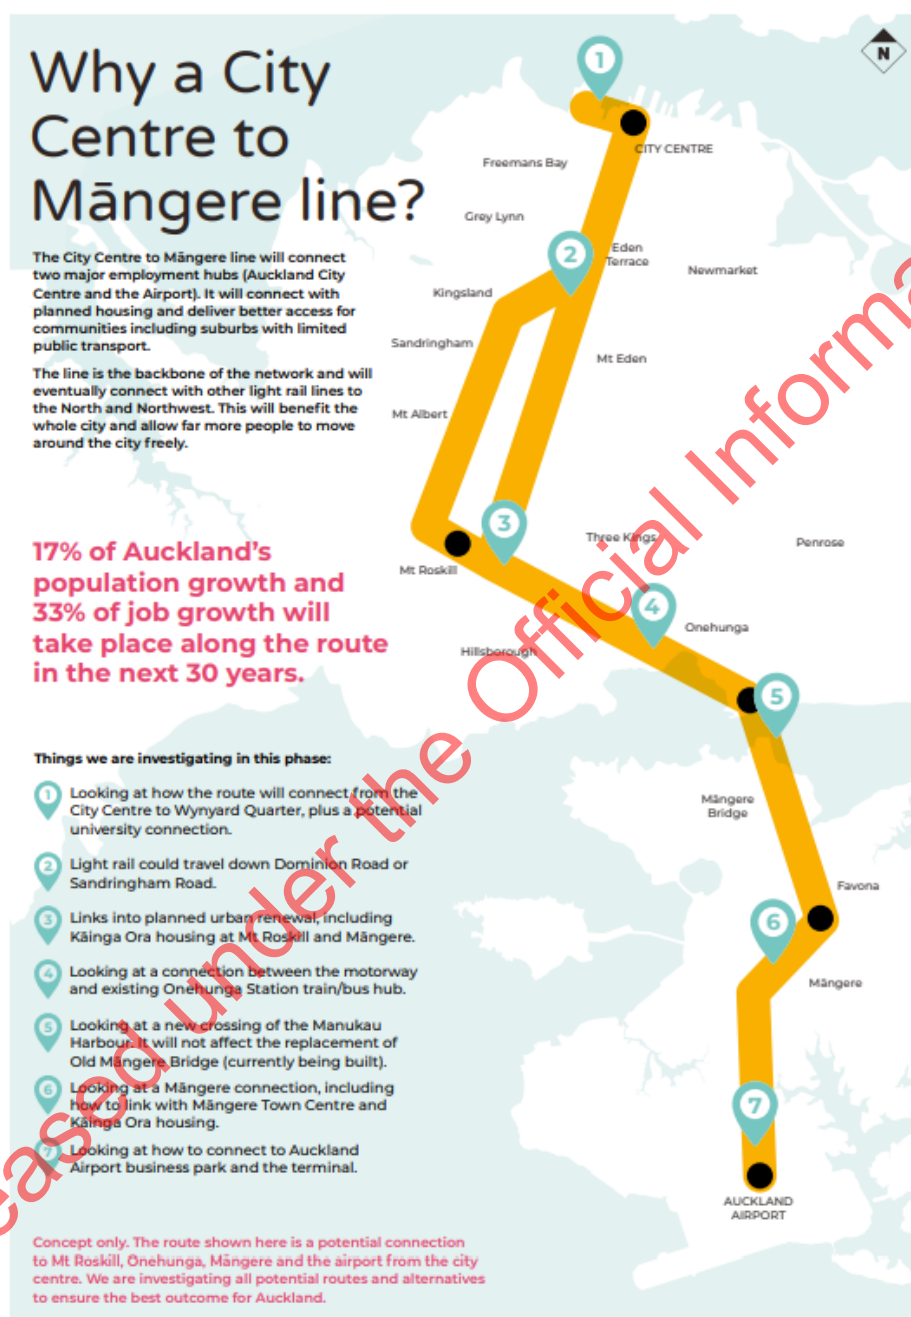 Why a City
Centre to
Māngere line?
The City Centre to Māngere line will connect
two major employment hubs (Auckland City
Centre and the Airport). It will connect with
planned housing and deliver better access for
communities including suburbs with limited
public transport.
The line is the backbone of the network and will
eventually connect with other light rail lines to
the North and Northwest. This will benefit the
whole city and allow far more people to move
around the city freely.
17% of Auckland's
population growth and
33% of job growth will
take place along the route
in the next 30 years.
Things we are investigating in this phase:
1 Looking at how the route will connect from the
City Centre to Wynyard Quarter, plus a potential
university connection.
2 Light rail could travel down Dominion Road or
Sandringham Road.
3 Links into planned urban renewal, including
Kāinga Ora housing at Mt Roskill and Māngere.
4 Looking at a connection between the motorway
and existing Onehunga Station train/bus hub.
5 Looking at a new crossing of the Manukau
Harbour. It will not affect the replacement of
Old Māngere Bridge (currently being built).
6 Looking at a Māngere connection, including
how to link with Māngere Town Centre and
Kāinga Ora housing.
7 Looking at how to connect to Auckland
Airport business park and the terminal.
Concept only. The route shown here is a potential connection
to Mt Roskill, Onehunga, Māngere and the airport from the city
centre. We are investigating all potential routes and alternatives
to ensure the best outcome for Auckland.
N
1
CITY CENTRE
Freemans Bay
Grey Lynn
2
Eden
Terrace
Newmarket
Kingsland
Sandringham
Mt Eden
Mt Albert
3
Three Kings
Penrose
Mt Roskill
4
Onehunga
Hillsborough
5
Māngere
Bridge
Favona
6
Māngere
7
AUCKLAND
AIRPORT
eased under the Official Informa